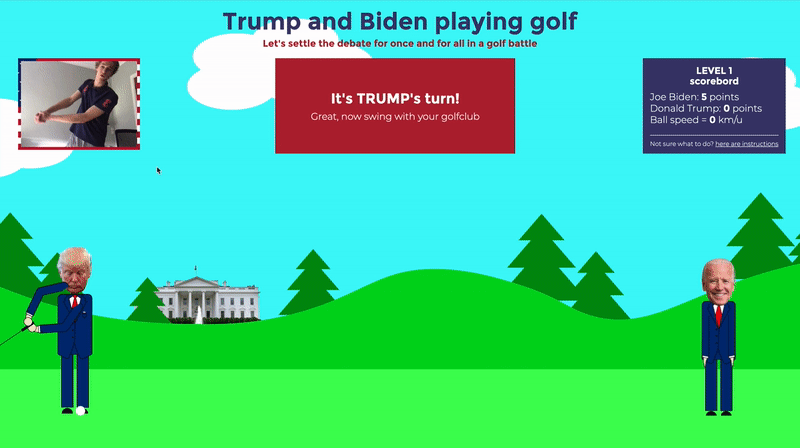 Trump and Biden playing golf
Let's settle the debate for once and for all in a golf battle
It's TRUMP's turn!
Great, now swing with your golfclub
LEVEL 1
scorebord
Joe Biden: 5 points
Donald Trump: 0 points
Ball speed = 0 km/u
Not sure what to do? here are instructions